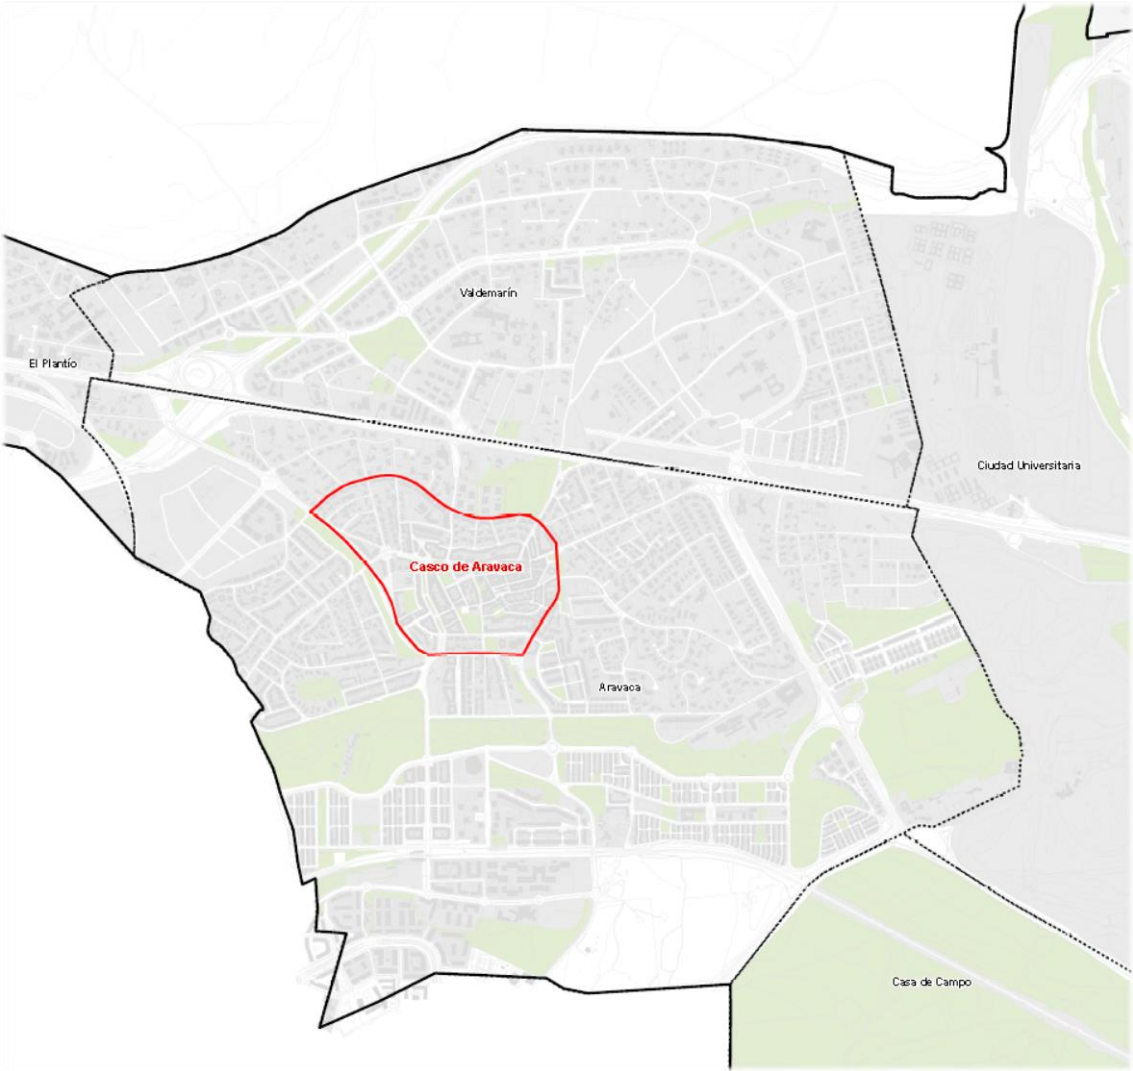 Valdemarín
El Plantío
Ciudad Universitaria
Casco de Aravaca
Aravaca
Casa de Campo